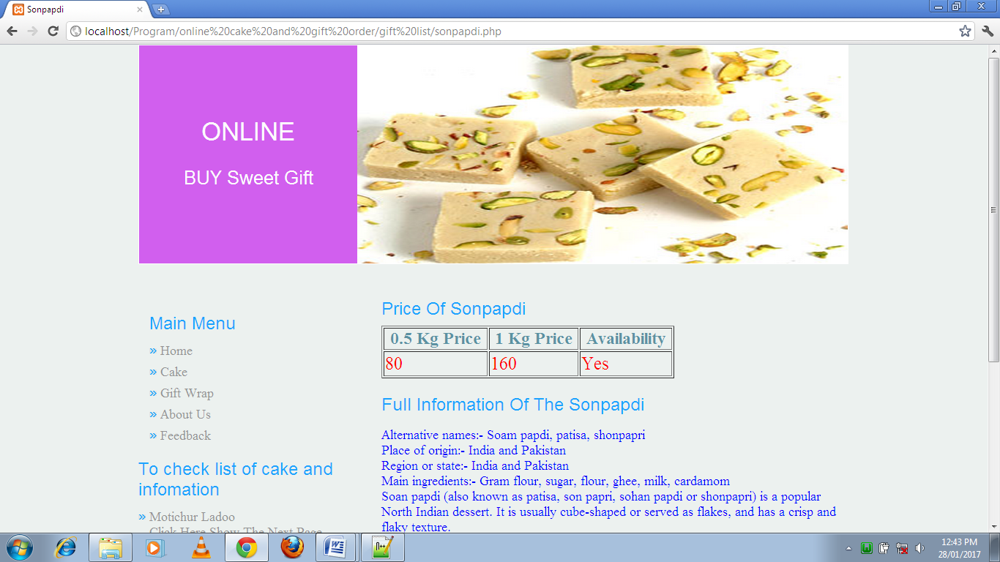 Sonpapdi
localhost/Program/online%20cake%20and%20gift%20order/gift%20list/sonpapdi.php
ONLINE
BUY Sweet Gift
Main Menu
» Home
» Cake
» Gift Wrap
» About Us
» Feedback
To check list of cake and
infomation
» Motichur Ladoo
Click Here Show The Next Page
Price Of Sonpapdi
0.5 Kg Price 1 Kg Price Availability
80 160 Yes
Full Information Of The Sonpapdi
Alternative names:- Soam papdi, patisa, shonpapri
Place of origin:- India and Pakistan
Region or state:- India and Pakistan
Main ingredients:- Gram flour, sugar, flour, ghee, milk, cardamom
Soan papdi (also known as patisa, son papri, sohan papdi or shonpapri) is a popular
North Indian dessert. It is usually cube-shaped or served as flakes, and has a crisp and
flaky texture.
12:43 PM
28/01/2017